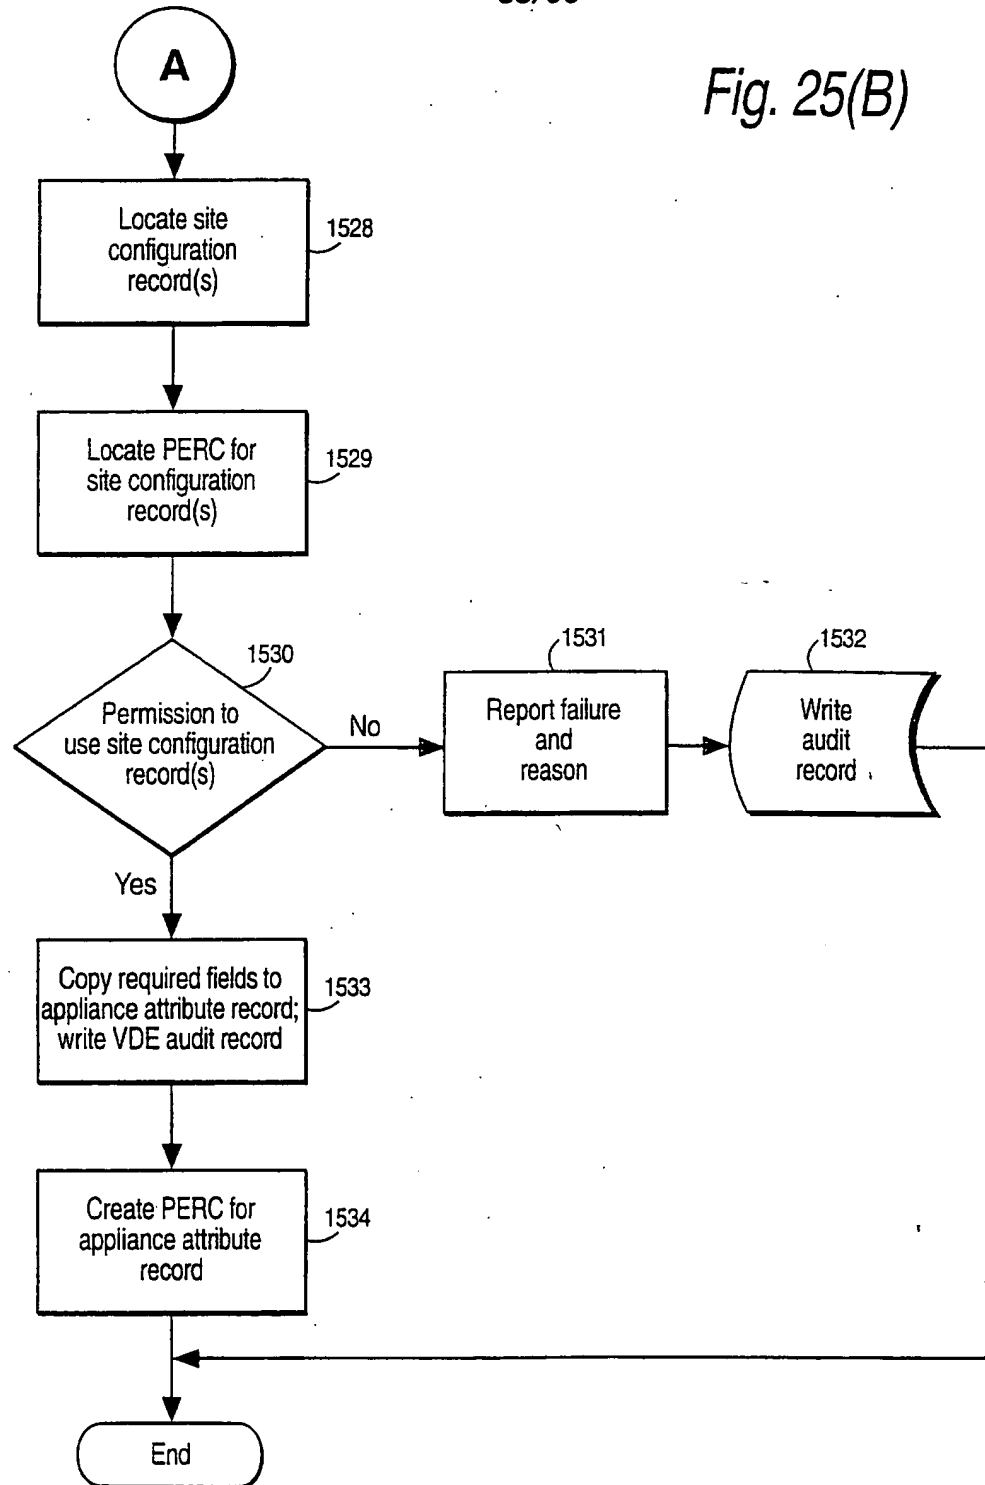 A
Fig. 25(B)
Locate site
configuration
record(s)
1528
Locate PERC for
site configuration
record(s)
1529
Permission to
use site configuration
record(s)
1530
No
Report failure
and
reason
1531
Write
audit
record
1532
Yes
Copy required fields to
appliance attribute record;
write VDE audit record
1533
Create PERC for
appliance attribute
record
1534
End